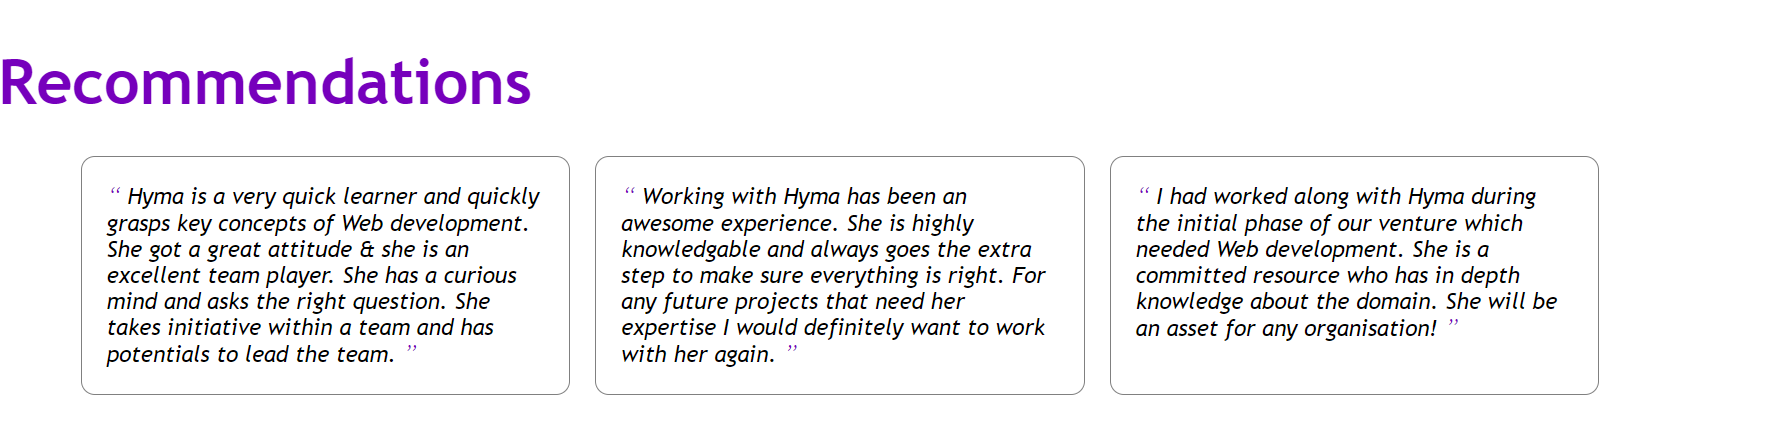 Recommendations
“ Hyma is a very quick learner and quickly
grasps key concepts of Web development.
She got a great attitude & she is an
excellent team player. She has a curious
mind and asks the right question. She
takes initiative within a team and has
potentials to lead the team. ”
“ Working with Hyma has been an
awesome experience. She is highly
knowledgable and always goes the extra
step to make sure everything is right. For
any future projects that need her
expertise I would definitely want to work
with her again. ”
“ I had worked along with Hyma during
the initial phase of our venture which
needed Web development. She is a
committed resource who has in depth
knowledge about the domain. She will be
an asset for any organisation! ”